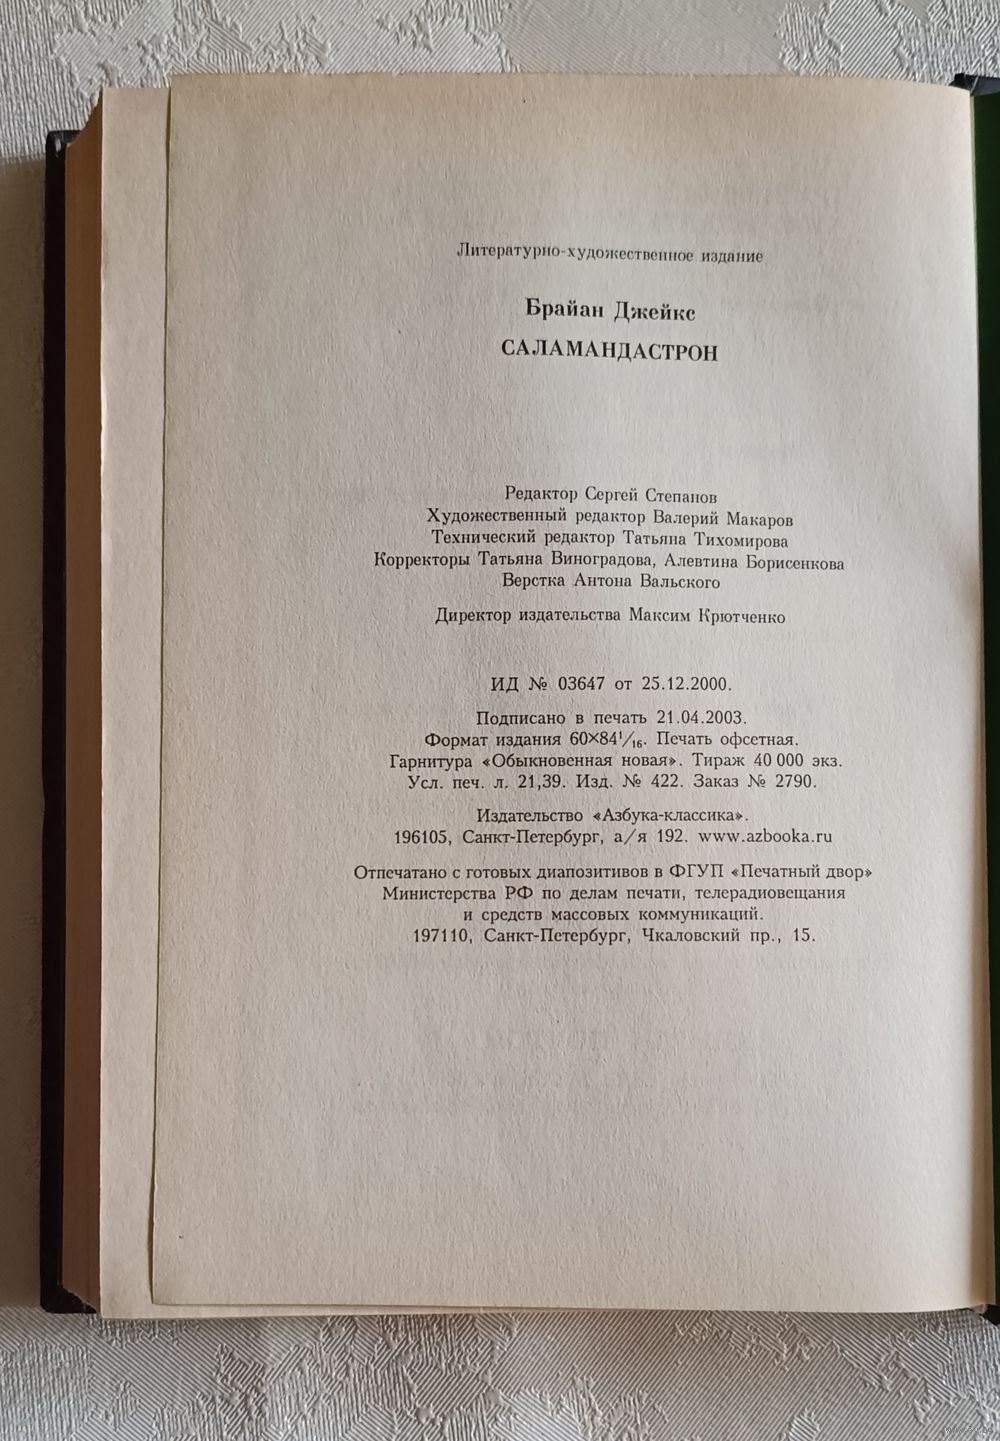 Литературно-художественное издание
Брайан Джейкс
САЛАМАНДАСТРОН
Редактор Сергей Степанов
Художественный редактор Валерий Макаров
Технический редактор Татьяна Тихомирова
Корректоры Татьяна Виноградова, Алевтина Борисенкова
Верстка Антона Вальского
Директор издательства Максим Крютченко
ИД № 03647 от 25.12.2000.
Подписано в печать 21.04.2003.
Формат издания 60×84¹/₁₆. Печать офсетная.
Гарнитура «Обыкновенная новая». Тираж 40 000 экз.
Усл. печ. л. 21,39. Изд. № 422. Заказ № 2790.
Издательство «Азбука-классика».
196105, Санкт-Петербург, а/я 192. www.azbooka.ru
Отпечатано с готовых диапозитивов в ФГУП «Печатный двор»
Министерства РФ по делам печати, телерадиовещания
и средств массовых коммуникаций.
197110, Санкт-Петербург, Чкаловский пр., 15.